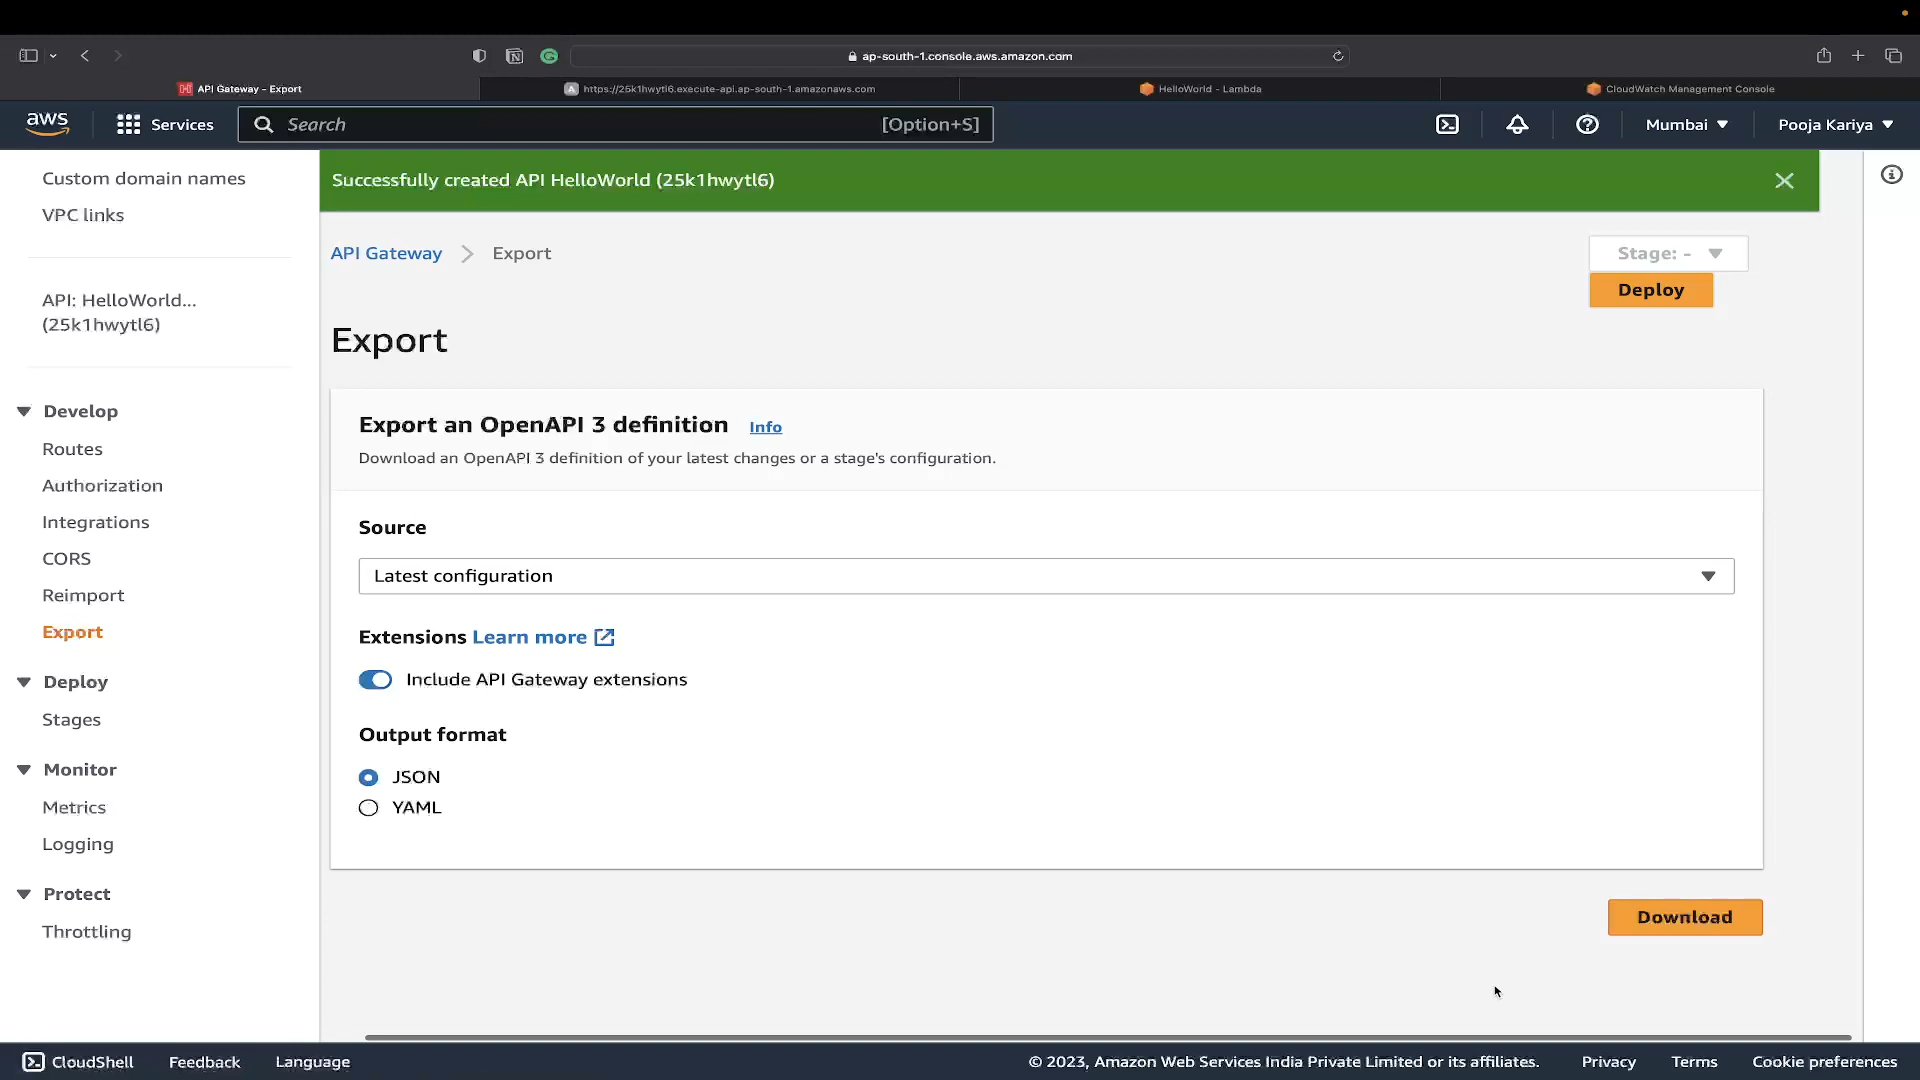 ap-south-1.console.aws.amazon.com
API Gateway - Export
https://25k1hwytl6.execute-api.ap-south-1.amazonaws.com
HelloWorld - Lambda
CloudWatch Management Console
aws
Services
Search
[Option+S]
Mumbai
Pooja Kariya
Custom domain names
VPC links
API: HelloWorld...
(25k1hwytl6)
Develop
Routes
Authorization
Integrations
CORS
Reimport
Export
Deploy
Stages
Monitor
Metrics
Logging
Protect
Throttling
Successfully created API HelloWorld (25k1hwytl6)
API Gateway
Export
Stage: -
Deploy
Export
Export an OpenAPI 3 definition Info
Download an OpenAPI 3 definition of your latest changes or a stage's configuration.
Source
Latest configuration
Extensions Learn more
Include API Gateway extensions
Output format
JSON
YAML
Download
CloudShell
Feedback
Language
© 2023, Amazon Web Services India Private Limited or its affiliates.
Privacy
Terms
Cookie preferences